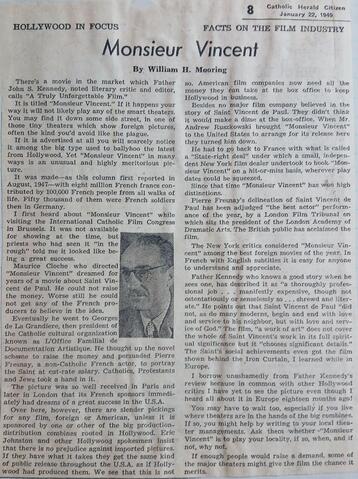 8
Catholic Herald Citizen
January 22, 1949
HOLLYWOOD IN FOCUS
FACTS ON THE FILM INDUSTRY
Monsieur Vincent
By William H. Mooring
There's a movie in the market which Father
John S. Kennedy, noted literary critic and editor,
calls "A Truly Unforgettable Film."
It is titled "Monsieur Vincent." If it happens your
way it will not likely play any of the smart theaters.
You may find it down some side street, in one of
those tiny theaters which show foreign pictures,
often the kind you'd avoid like the plague.
If it is advertised at all you will scarcely notice
it among the big type used to ballyhoo the latest
from Hollywood. Yet "Monsieur Vincent" in many
ways is an unusual and highly meritorious pic-
ture.
It was made—as this column first reported in
August, 1947—with eight million French francs con-
tributed by 100,000 French people from all walks of
life. Fifty thousand of them were French soldiers
then in Germany.
I first heard about "Monsieur Vincent" while
visiting the International Catholic Film Congress
in Brussels. It was not available
for showing at the time, but
priests who had seen it "in the
rough" told me it looked like be-
ing a great success.
Maurice Cloche who directed
"Monsieur Vincent" dreamed for
years of a movie about Saint Vin-
cent de Paul. He could not raise
the money. Worse still he could
not get any of the French pro-
ducers to believe in the idea.
Eventually he went to Georges
de La Grandiere, then president of
the Catholic cultural organization
known as l'Office Familial de
Documentation Artistique. He thought up the novel
scheme to raise the money and persuaded Pierre
Fresnay, a non-Catholic French actor, to portray
the Saint at cut-rate salary. Catholics, Protestants
and Jews took a hand in it.
The picture was so well received in Paris and
later in London that its French sponsors immedi-
ately had dreams of a great success in the U.S.A.
Over here, however, there are slender pickings
for any film, foreign or American, unless it is
sponsored by one or other of the big production-
distribution combines rooted in Hollywood. Eric
Johnston and other Hollywood spokesmen insist
that there is no prejudice against imported pictures.
If they have what it takes they get the same kind
of public release throughout the U.S.A. as if Holly-
wood had produced them. We see that this is not
so. American film companies now need all the
money they can take at the box office to keep
Hollywood in business.
Besides no major film company believed in the
story of Saint Vincent de Paul. They didn't think
it would make a dime at the box-office. When Mr.
Andrew Ruszkowski brought "Monsieur Vincent"
to the United States to arrange for its release here
they turned him down.
He had to go back to France with what is called
a "State-right deal" under which a small, independ-
ent New York film dealer undertook to book "Mon-
sieur Vincent" on a hit-or-miss basis, wherever play
dates could be squeezed.
Since that time "Monsieur Vincent" has won high
distinctions.
Pierre Fresnay's delineation of Saint Vincent de
Paul has been adjudged "the best actor" perform-
ance of the year, by a London Film Tribunal on
which sits the president of the London Academy of
Dramatic Arts. The British public has acclaimed the
film.
The New York critics considered "Monsieur Vin-
cent" among the best foreign movies of the year. In
French with English subtitles it is easy for anyone
to understand and appreciate.
Father Kennedy who knows a good story when he
sees one, has described it as "a thoroughly profes-
sional job . . . manifestly expensive, though not
ostentatiously or senselessly so . . . shrewd and liter-
ate." He points out that Saint Vincent de Paul "did
not, as do many moderns, begin and end with love
and service to his neighbor, but with love and serv-
ice of God." The film, "a work of art" does not cover
the whole of Saint Vincent's work in its full spirit-
ual significance but it "chooses significant details."
The Saint's social achievements even got the film
shown behind the Iron Curtain, I learned while in
Europe.
I borrow unashamedly from Father Kennedy's
review because in common with other Hollywood
critics I have yet to see the picture even though I
heard all about it in Europe eighteen months ago!
You may have to wait, too, especially if you live
where theaters are in the hands of the big combines.
If so, you might help by writing to your local thea-
ter managements. Ask them whether "Monsieur
Vincent" is to play your locality, if so, when, and if
not, why not.
If enough people would raise a demand, some of
the major theaters might give the film the chance it
merits.